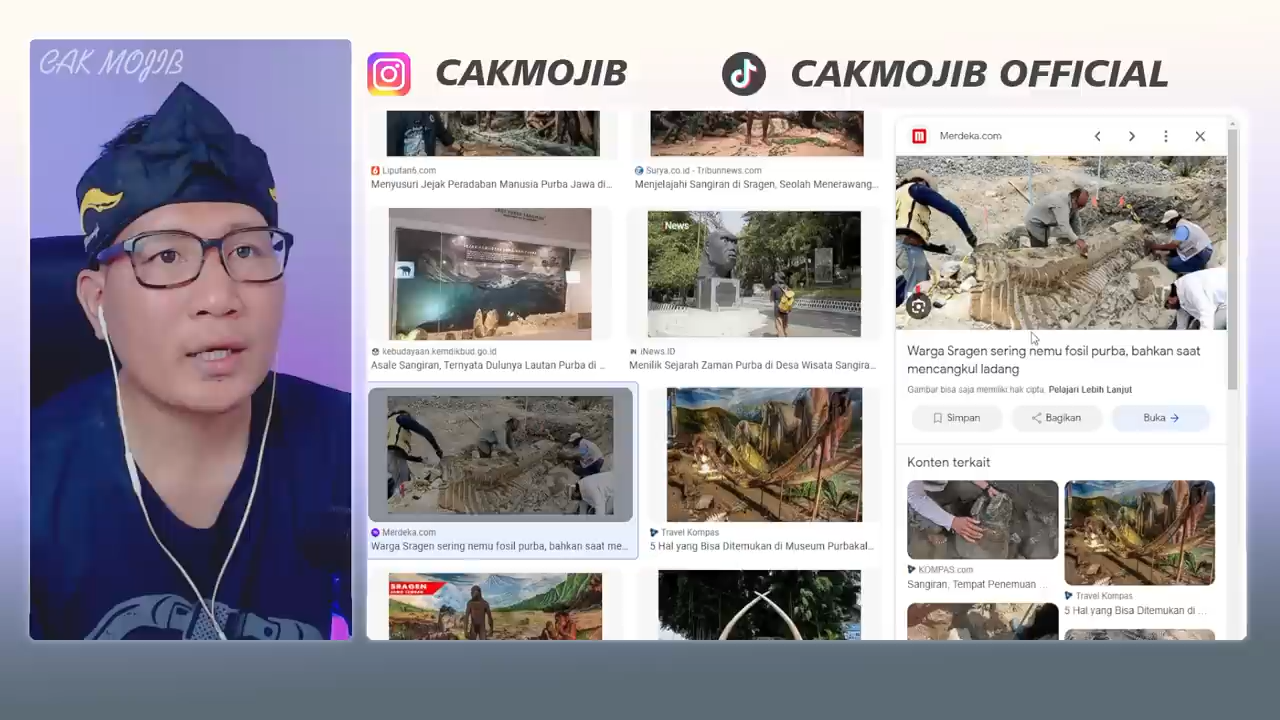 CAK MOJIB
CAKMOJIB
CAKMOJIB OFFICIAL
Liputan6.com
Menyusuri Jejak Peradaban Manusia Purba Jawa di...
Surya.co.id - Tribunnews.com
Menjelajahi Sangiran di Sragen, Seolah Menerawang...
kebudayaan.kemdikbud.go.id
Asale Sangiran, Ternyata Dulunya Lautan Purba di ...
News
iNews.ID
Menilik Sejarah Zaman Purba di Desa Wisata Sangira...
Merdeka.com
Warga Sragen sering nemu fosil purba, bahkan saat me...
Travel Kompas
5 Hal yang Bisa Ditemukan di Museum Purbakal...
SRAGEN
Merdeka.com
Warga Sragen sering nemu fosil purba, bahkan saat
mencangkul ladang
Gambar bisa saja memiliki hak cipta. Pelajari Lebih Lanjut
Simpan
Bagikan
Buka →
Konten terkait
KOMPAS.com
Sangiran, Tempat Penemuan ...
Travel Kompas
5 Hal yang Bisa Ditemukan di ...